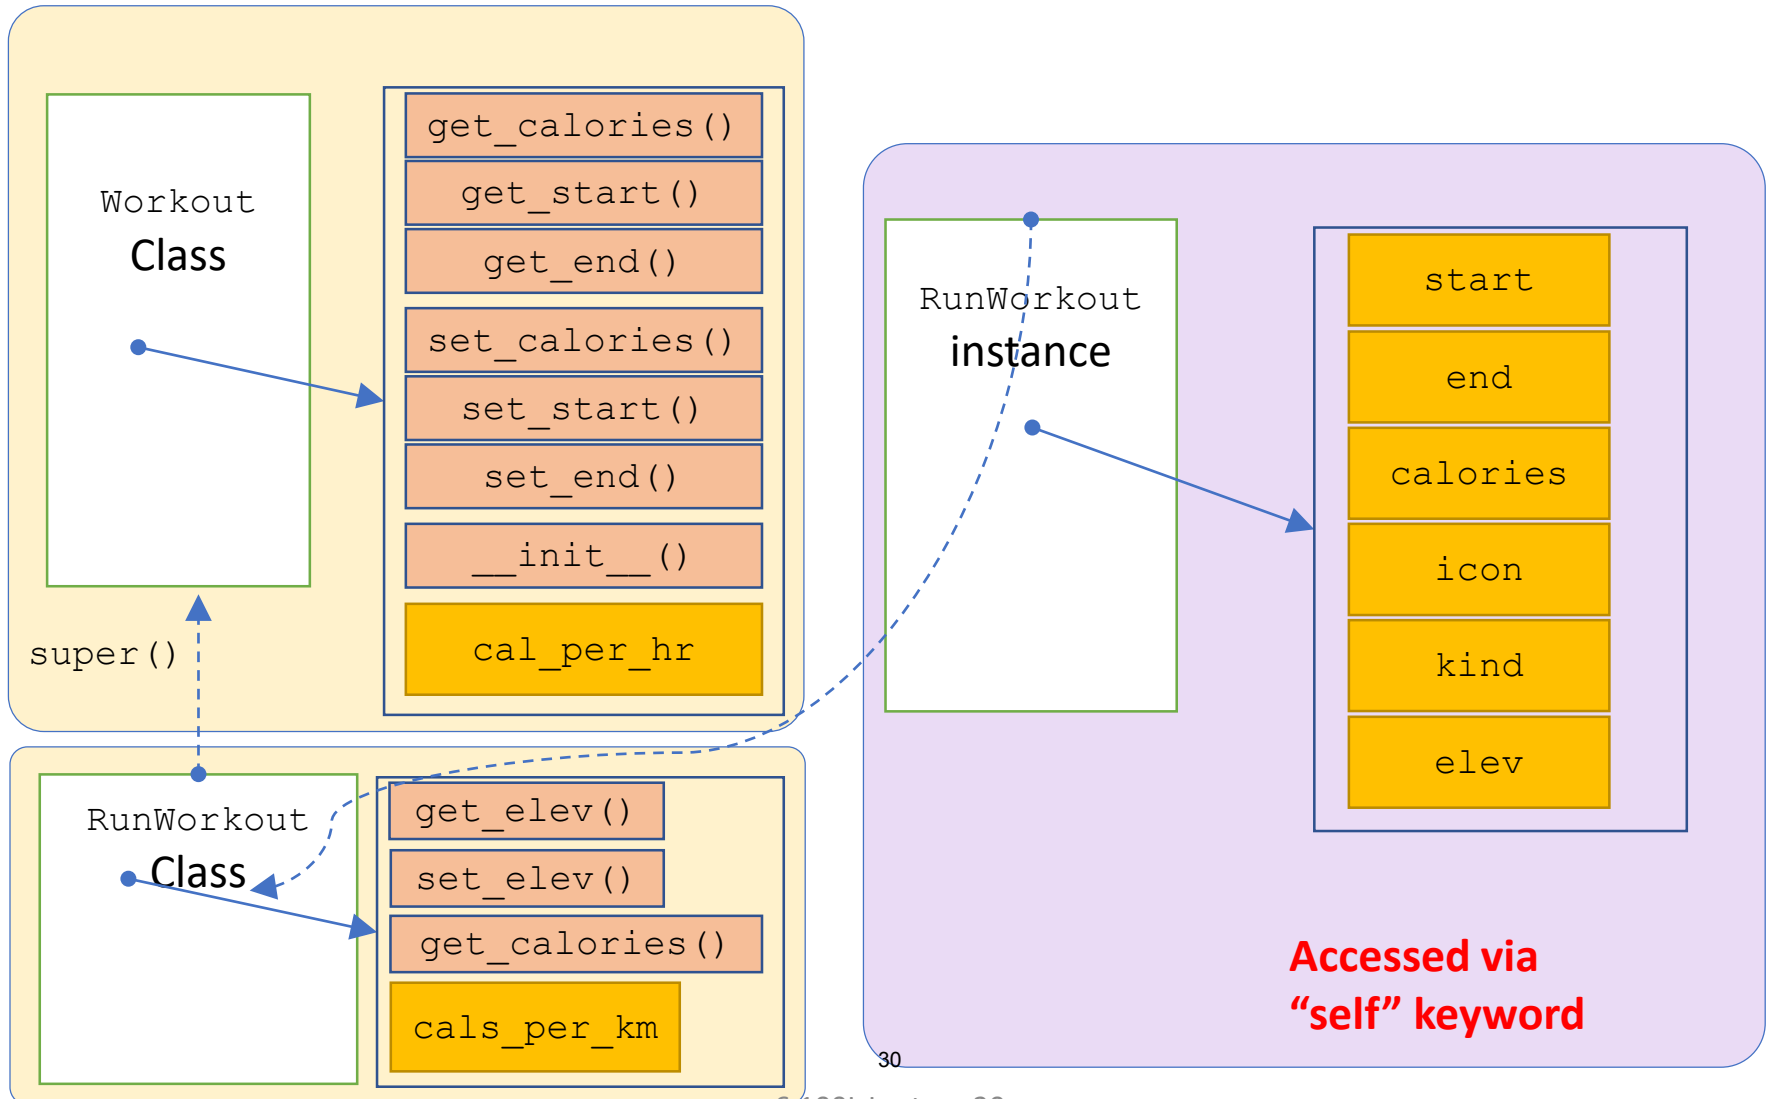 Workout
Class
get_calories()
get_start()
get_end()
set_calories()
set_start()
set_end()
__init__()
cal_per_hr
super()
RunWorkout
Class
get_elev()
set_elev()
get_calories()
cals_per_km
RunWorkout
instance
start
end
calories
icon
kind
elev
Accessed via
“self” keyword
30